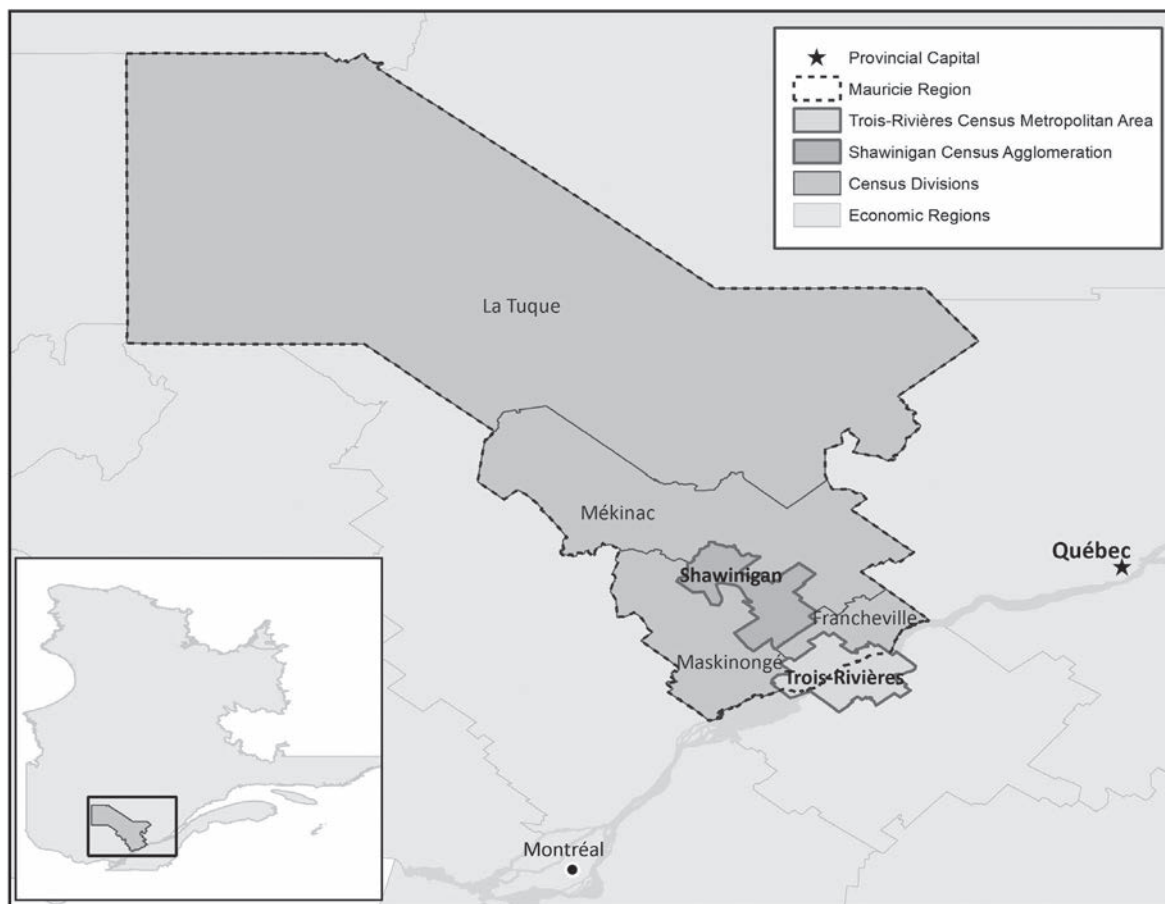 Provincial Capital
Mauricie Region
Trois-Rivières Census Metropolitan Area
Shawinigan Census Agglomeration
Census Divisions
Economic Regions
La Tuque
Mékinac
Québec
Shawinigan
Francheville
Maskinongé
Trois-Rivières
Montréal